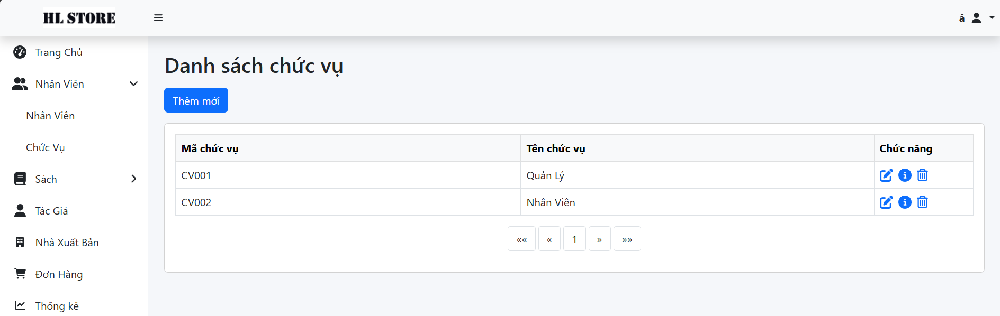 HL STORE
â
Trang Chủ
Nhân Viên
Nhân Viên
Chức Vụ
Sách
Tác Giả
Nhà Xuất Bản
Đơn Hàng
Thống kê
Danh sách chức vụ
Thêm mới
Mã chức vụ Tên chức vụ Chức năng
CV001 Quản Lý
CV002 Nhân Viên
«« « 1 » »»